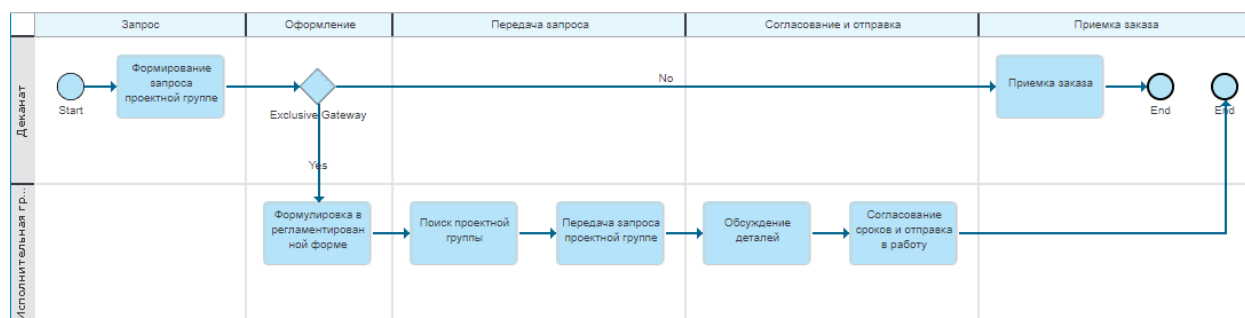 Запрос
Оформление
Передача запроса
Согласование и отправка
Приемка заказа
Деканат
Start
Формирование
запроса
проектной группе
Exclusive Gateway
No
Yes
Приемка заказа
End
End
Исполнительная гр...
Формулировка в
регламентирован
ной форме
Поиск проектной
группы
Передача запроса
проектной группе
Обсуждение
деталей
Согласование
сроков и отправка
в работу